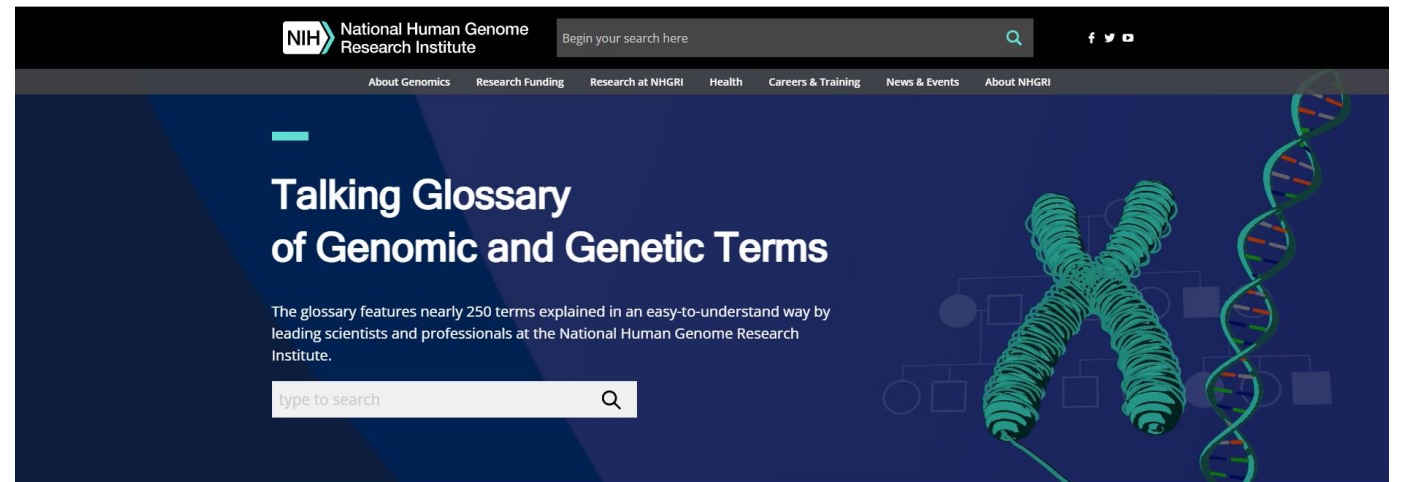 NIH National Human Genome
Research Institute
Begin your search here
About Genomics Research Funding Research at NHGRI Health Careers & Training News & Events About NHGRI
Talking Glossary
of Genomic and Genetic Terms
The glossary features nearly 250 terms explained in an easy-to-understand way by
leading scientists and professionals at the National Human Genome Research
Institute.
type to search